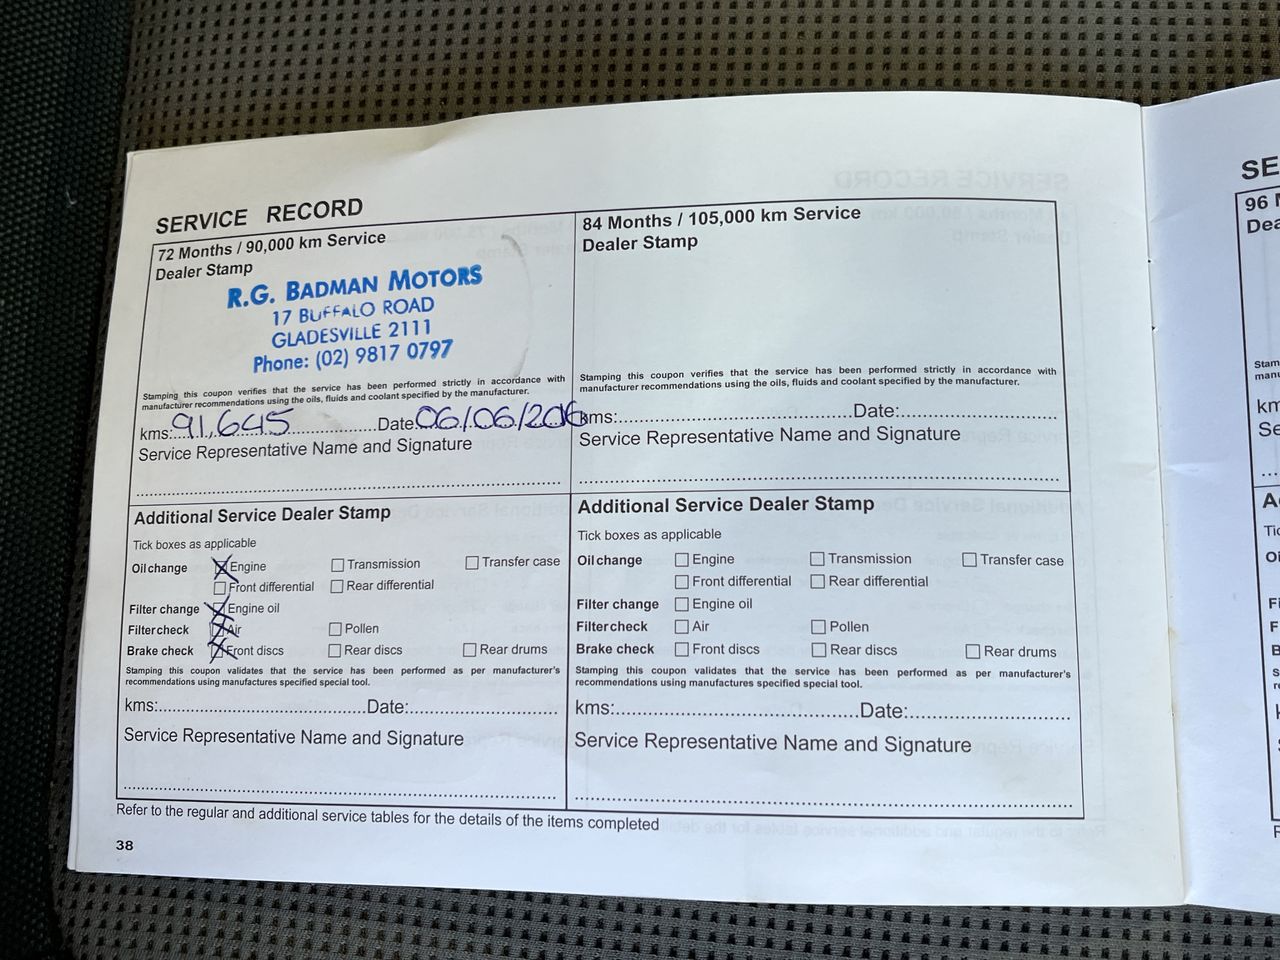 SERVICE RECORD
72 Months / 90,000 km Service
Dealer Stamp
R.G. BADMAN MOTORS
17 BUFFALO ROAD
GLADESVILLE 2111
Phone: (02) 9817 0797
Stamping this coupon verifies that the service has been performed strictly in accordance with
manufacturer recommendations using the oils, fluids and coolant specified by the manufacturer.
kms:91,645 Date:06/06/2016
Service Representative Name and Signature
Additional Service Dealer Stamp
Tick boxes as applicable
Oil change Engine Transmission Transfer case
Front differential Rear differential
Filter change Engine oil
Filter check Air Pollen
Brake check Front discs Rear discs Rear drums
Stamping this coupon validates that the service has been performed as per manufacturer's
recommendations using manufactures specified special tool.
kms: Date:
Service Representative Name and Signature
84 Months / 105,000 km Service
Dealer Stamp
Stamping this coupon verifies that the service has been performed strictly in accordance with
manufacturer recommendations using the oils, fluids and coolant specified by the manufacturer.
kms: Date:
Service Representative Name and Signature
Additional Service Dealer Stamp
Tick boxes as applicable
Oil change Engine Transmission Transfer case
Front differential Rear differential
Filter change Engine oil
Filter check Air Pollen
Brake check Front discs Rear discs Rear drums
Stamping this coupon validates that the service has been performed as per manufacturer's
recommendations using manufactures specified special tool.
kms: Date:
Service Representative Name and Signature
Refer to the regular and additional service tables for the details of the items completed
38
96